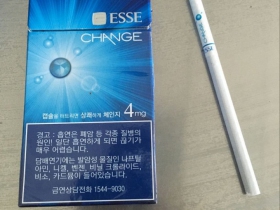 ESSE
CHANGE
캡슐을 터뜨리면 상쾌하게 체인지 4mg
경고 : 흡연은 폐암 등 각종 질병의
원인! 일단 흡연하게 되면 끊기가
매우 어렵습니다!
담배연기에는 발암성 물질인 나프틸
아민, 니켈, 벤젠, 비닐 크롤라이드,
비소, 카드뮴이 들어있습니다.
금연상담전화 1544-9030